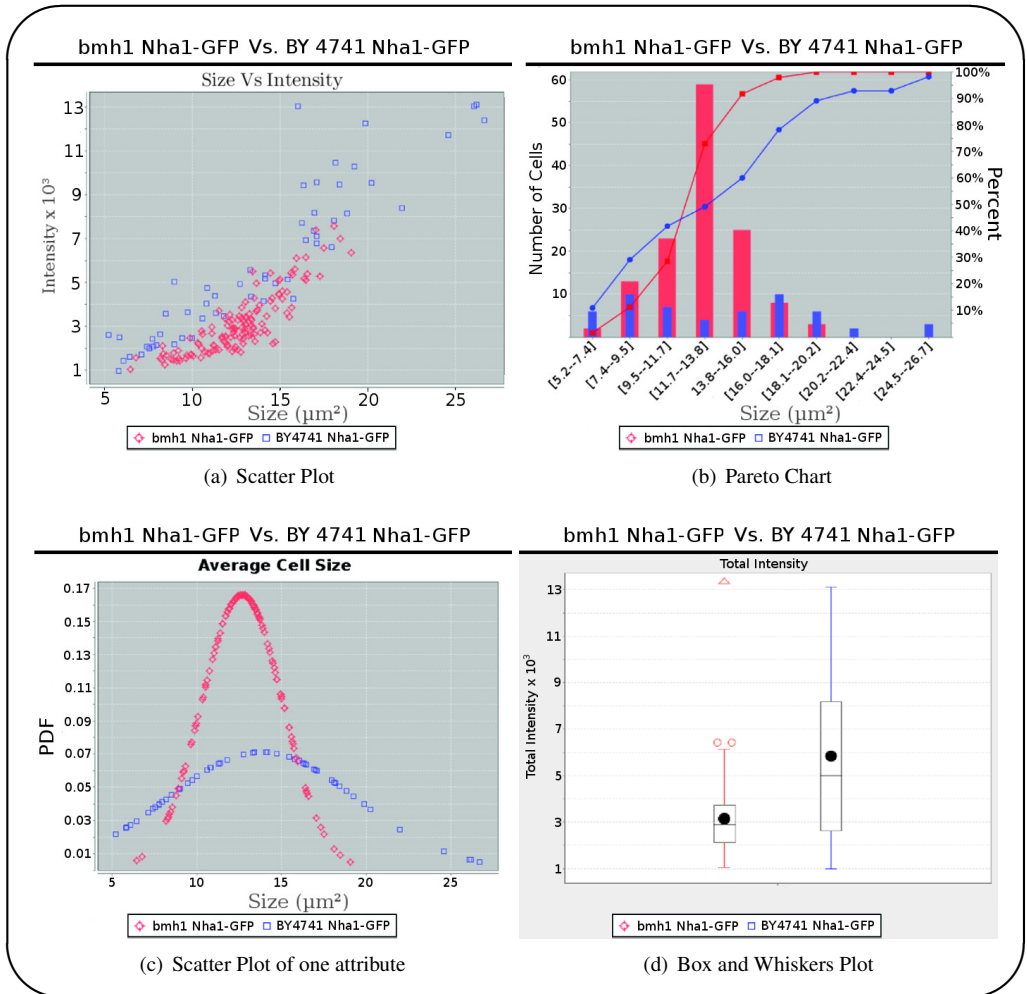 bmh1 Nha1-GFP Vs. BY 4741 Nha1-GFP
Size Vs Intensity
Intensity x 10³
13
11
9
7
5
3
1
5 10 15 20 25
Size (µm²)
bmh1 Nha1-GFP BY4741 Nha1-GFP
(a) Scatter Plot
bmh1 Nha1-GFP Vs. BY 4741 Nha1-GFP
Number of Cells
60
50
40
30
20
10
100%
90%
80%
70%
60%
50%
40%
30%
20%
10%
Percent
[5.2--7.4]
[7.4--9.5]
[9.5--11.7]
[11.7--13.8]
13.8--16.0]
[16.0--18.1]
[18.1--20.2]
[20.2--22.4]
[22.4--24.5]
[24.5--26.7]
Size (µm²)
bmh1 Nha1-GFP BY4741 Nha1-GFP
(b) Pareto Chart
bmh1 Nha1-GFP Vs. BY 4741 Nha1-GFP
Average Cell Size
PDF
0.17
0.15
0.13
0.11
0.09
0.07
0.05
0.03
0.01
5 10 15 20 25
Size (µm²)
bmh1 Nha1-GFP BY4741 Nha1-GFP
(c) Scatter Plot of one attribute
bmh1 Nha1-GFP Vs. BY 4741 Nha1-GFP
Total Intensity
Total Intensity x 10³
13
11
9
7
5
3
1
bmh1 Nha1-GFP BY4741 Nha1-GFP
(d) Box and Whiskers Plot